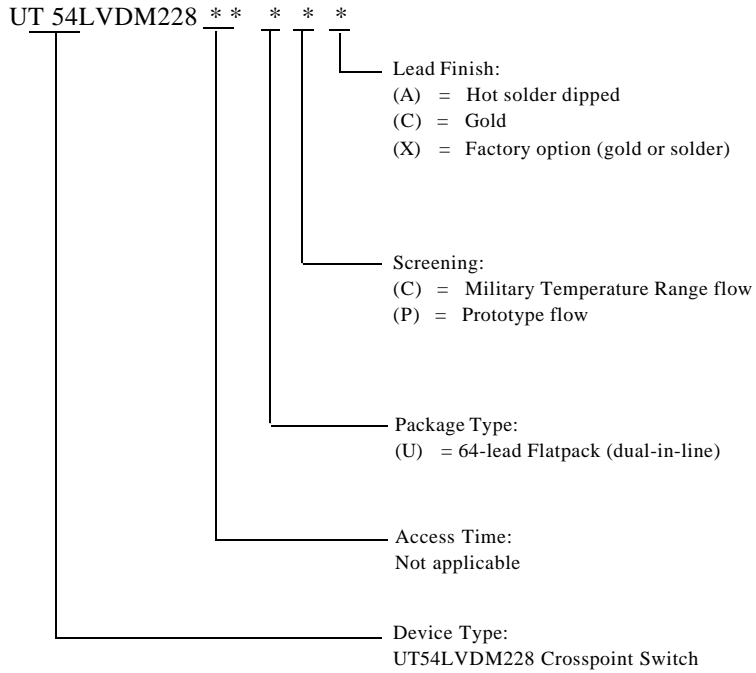 UT 54LVDM228 * * * * *
Lead Finish:
(A) = Hot solder dipped
(C) = Gold
(X) = Factory option (gold or solder)
Screening:
(C) = Military Temperature Range flow
(P) = Prototype flow
Package Type:
(U) = 64-lead Flatpack (dual-in-line)
Access Time:
Not applicable
Device Type:
UT54LVDM228 Crosspoint Switch